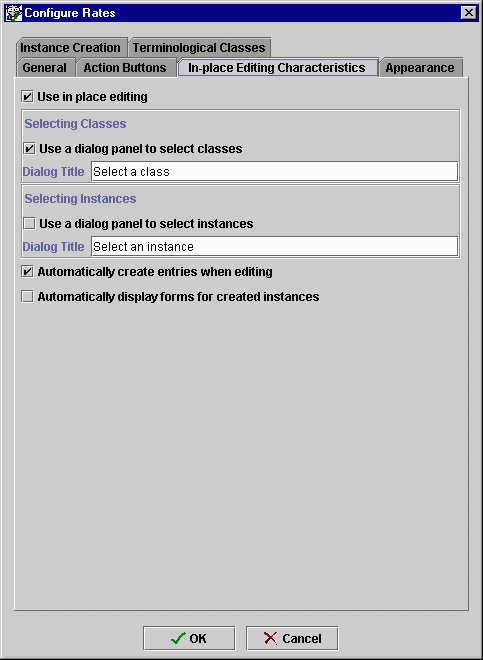 Configure Rates
Instance Creation Terminological Classes
General Action Buttons In-place Editing Characteristics Appearance
Use in place editing
Selecting Classes
Use a dialog panel to select classes
Dialog Title Select a class
Selecting Instances
Use a dialog panel to select instances
Dialog Title Select an instance
Automatically create entries when editing
Automatically display forms for created instances
OK Cancel